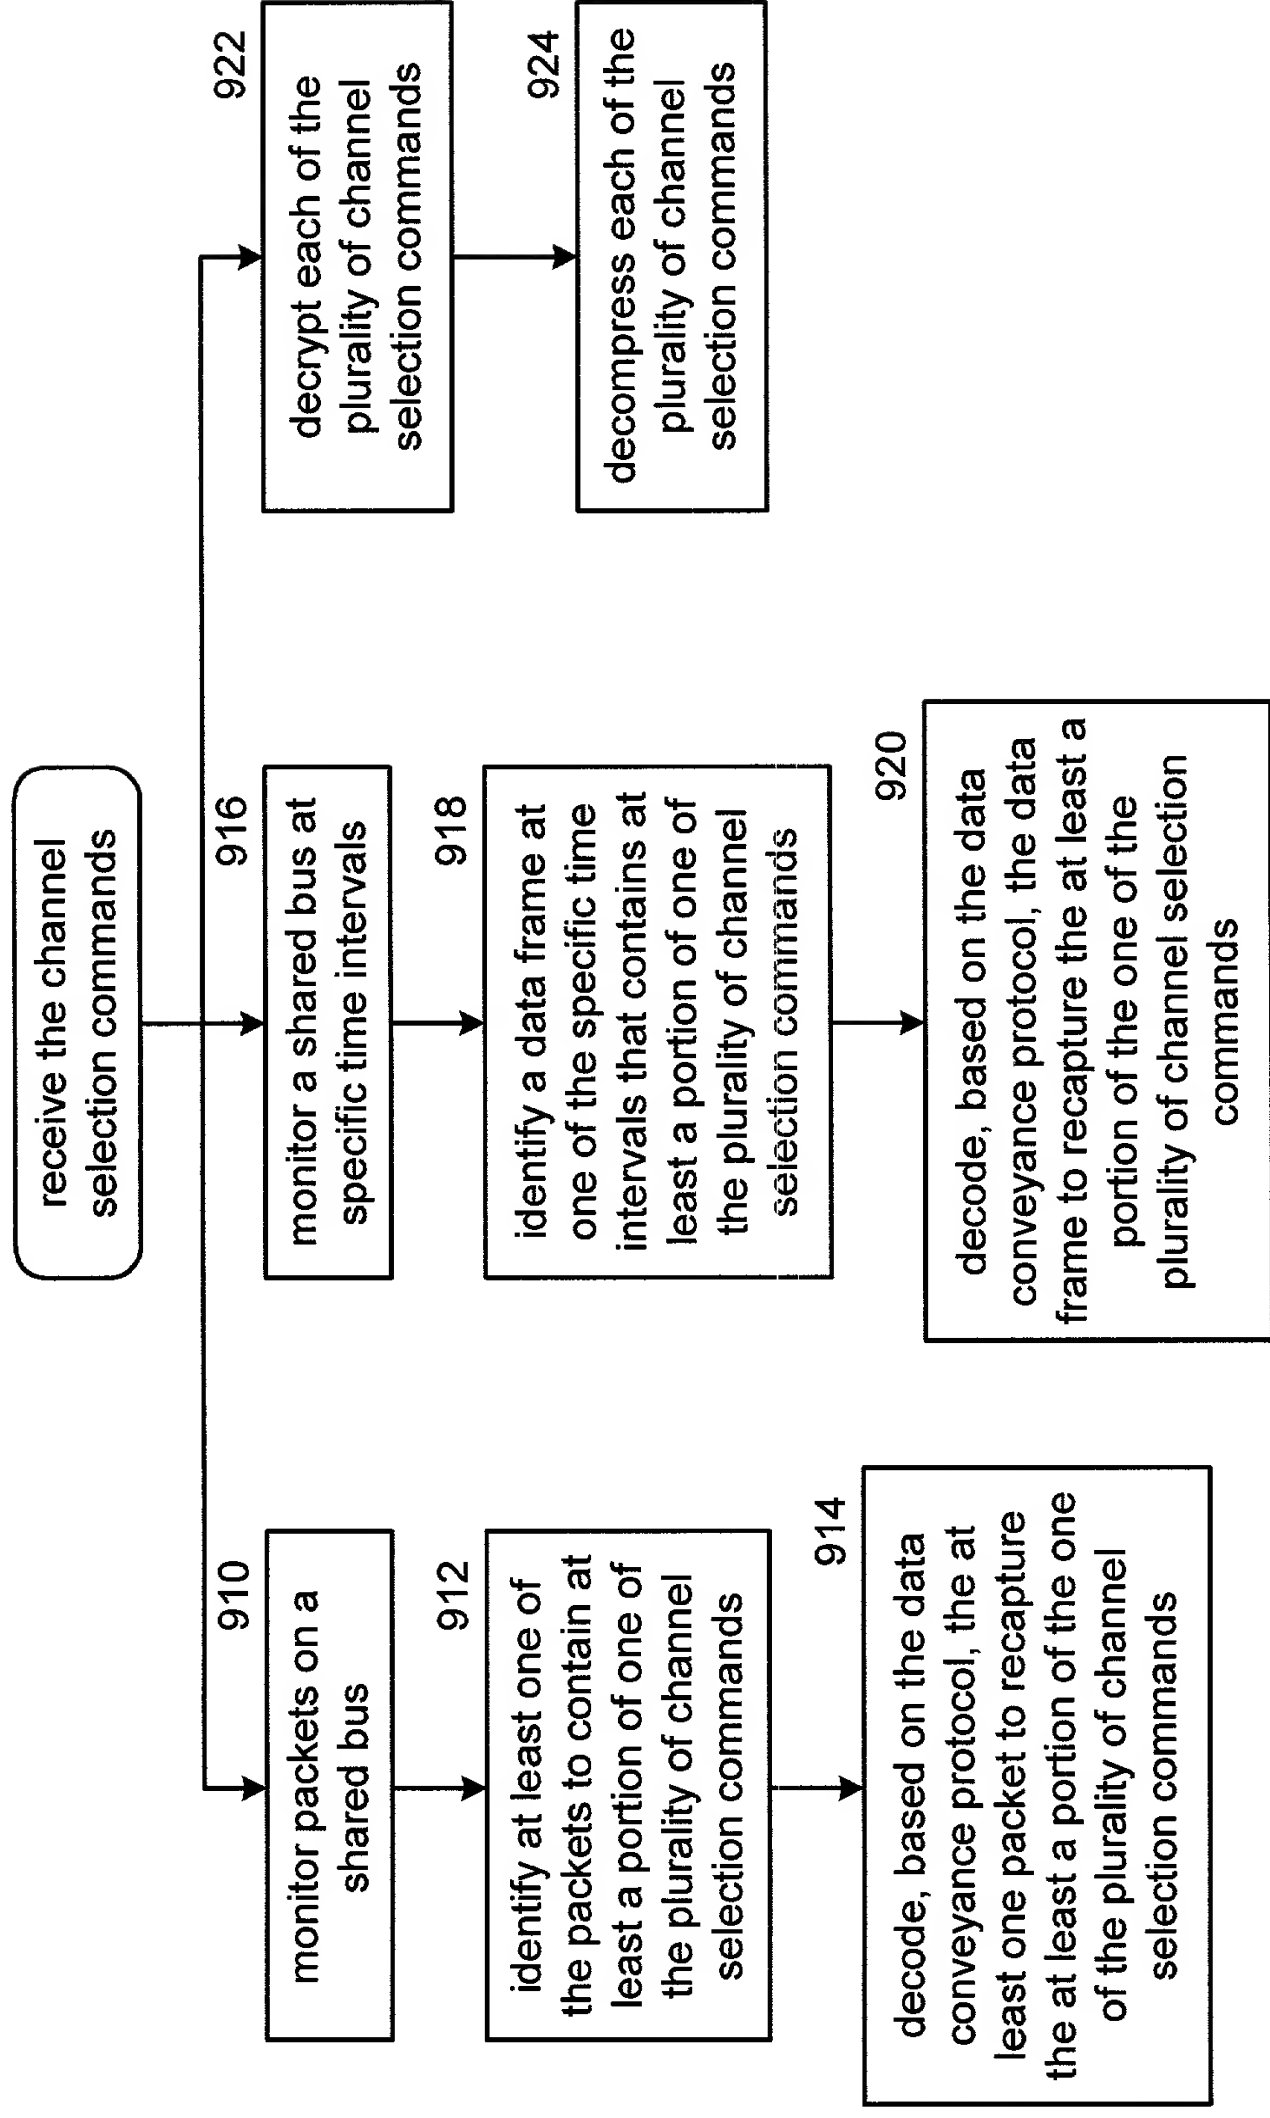 receive the channel
selection commands
910
monitor packets on a
shared bus
912
identify at least one of
the packets to contain at
least a portion of one of
the plurality of channel
selection commands
914
decode, based on the data
conveyance protocol, the at
least one packet to recapture
the at least a portion of the one
of the plurality of channel
selection commands
916
monitor a shared bus at
specific time intervals
918
identify a data frame at
one of the specific time
intervals that contains at
least a portion of one of
the plurality of channel
selection commands
920
decode, based on the data
conveyance protocol, the data
frame to recapture the at least a
portion of the one of the
plurality of channel selection
commands
922
decrypt each of the
plurality of channel
selection commands
924
decompress each of the
plurality of channel
selection commands